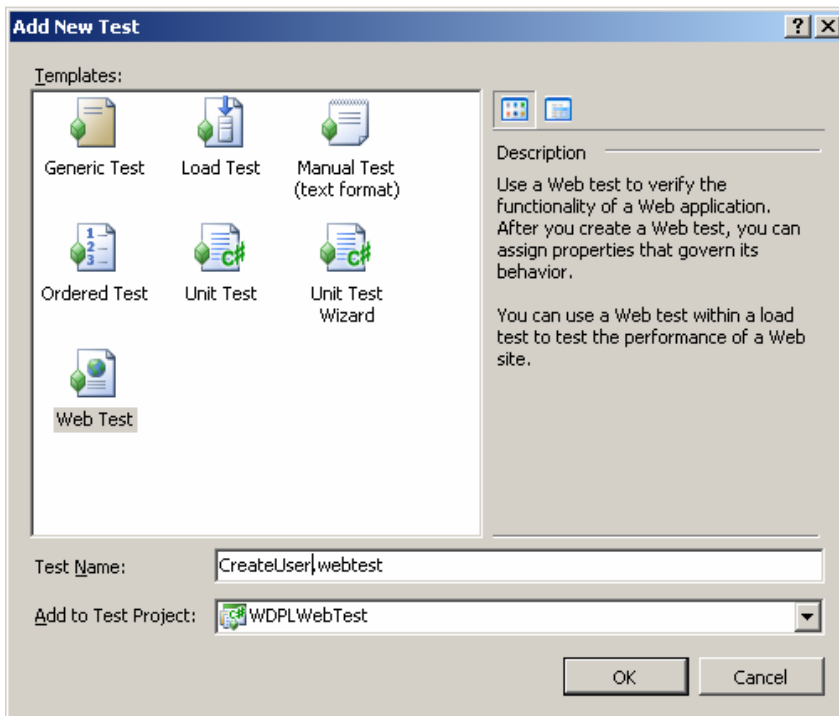 Add New Test
Templates:
Generic Test
Load Test
Manual Test
(text format)
Ordered Test
Unit Test
Unit Test
Wizard
Web Test
Description
Use a Web test to verify the
functionality of a Web application.
After you create a Web test, you can
assign properties that govern its
behavior.
You can use a Web test within a load
test to test the performance of a Web
site.
Test Name:
CreateUser.webtest
Add to Test Project:
WDPLWebTest
OK
Cancel